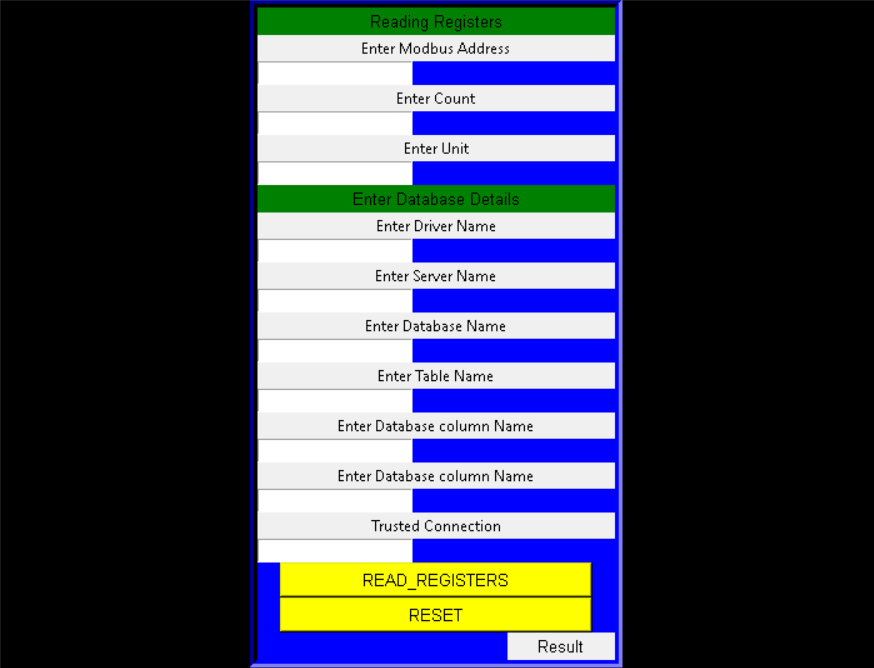 Reading Registers
Enter Modbus Address
Enter Count
Enter Unit
Enter Database Details
Enter Driver Name
Enter Server Name
Enter Database Name
Enter Table Name
Enter Database column Name
Enter Database column Name
Trusted Connection
READ_REGISTERS
RESET
Result